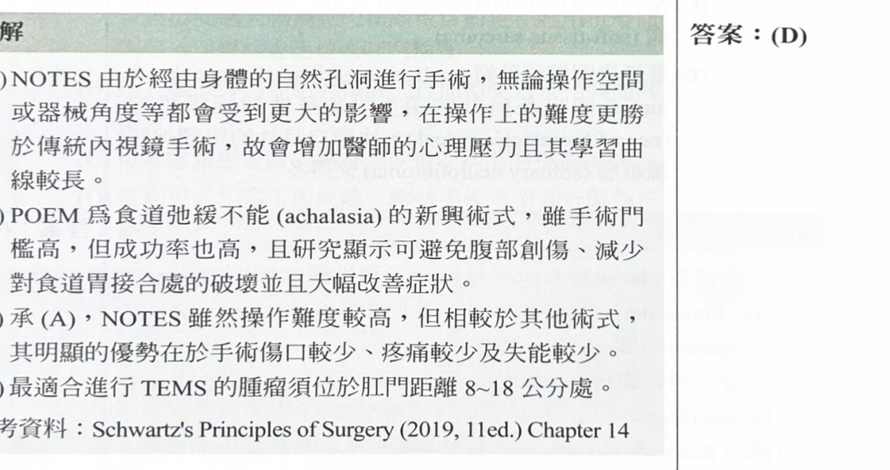 解
答案：(D)
) NOTES 由於經由身體的自然孔洞進行手術，無論操作空間
或器械角度等都會受到更大的影響，在操作上的難度更勝
於傳統內視鏡手術，故會增加醫師的心理壓力且其學習曲
線較長。
) POEM 為食道弛緩不能 (achalasia) 的新興術式，雖手術門
檻高，但成功率也高，且研究顯示可避免腹部創傷、減少
對食道胃接合處的破壞並且大幅改善症狀。
) 承 (A)，NOTES 雖然操作難度較高，但相較於其他術式，
其明顯的優勢在於手術傷口較少、疼痛較少及失能較少。
) 最適合進行 TEMS 的腫瘤須位於肛門距離 8~18 公分處。
考資料：Schwartz's Principles of Surgery (2019, 11ed.) Chapter 14